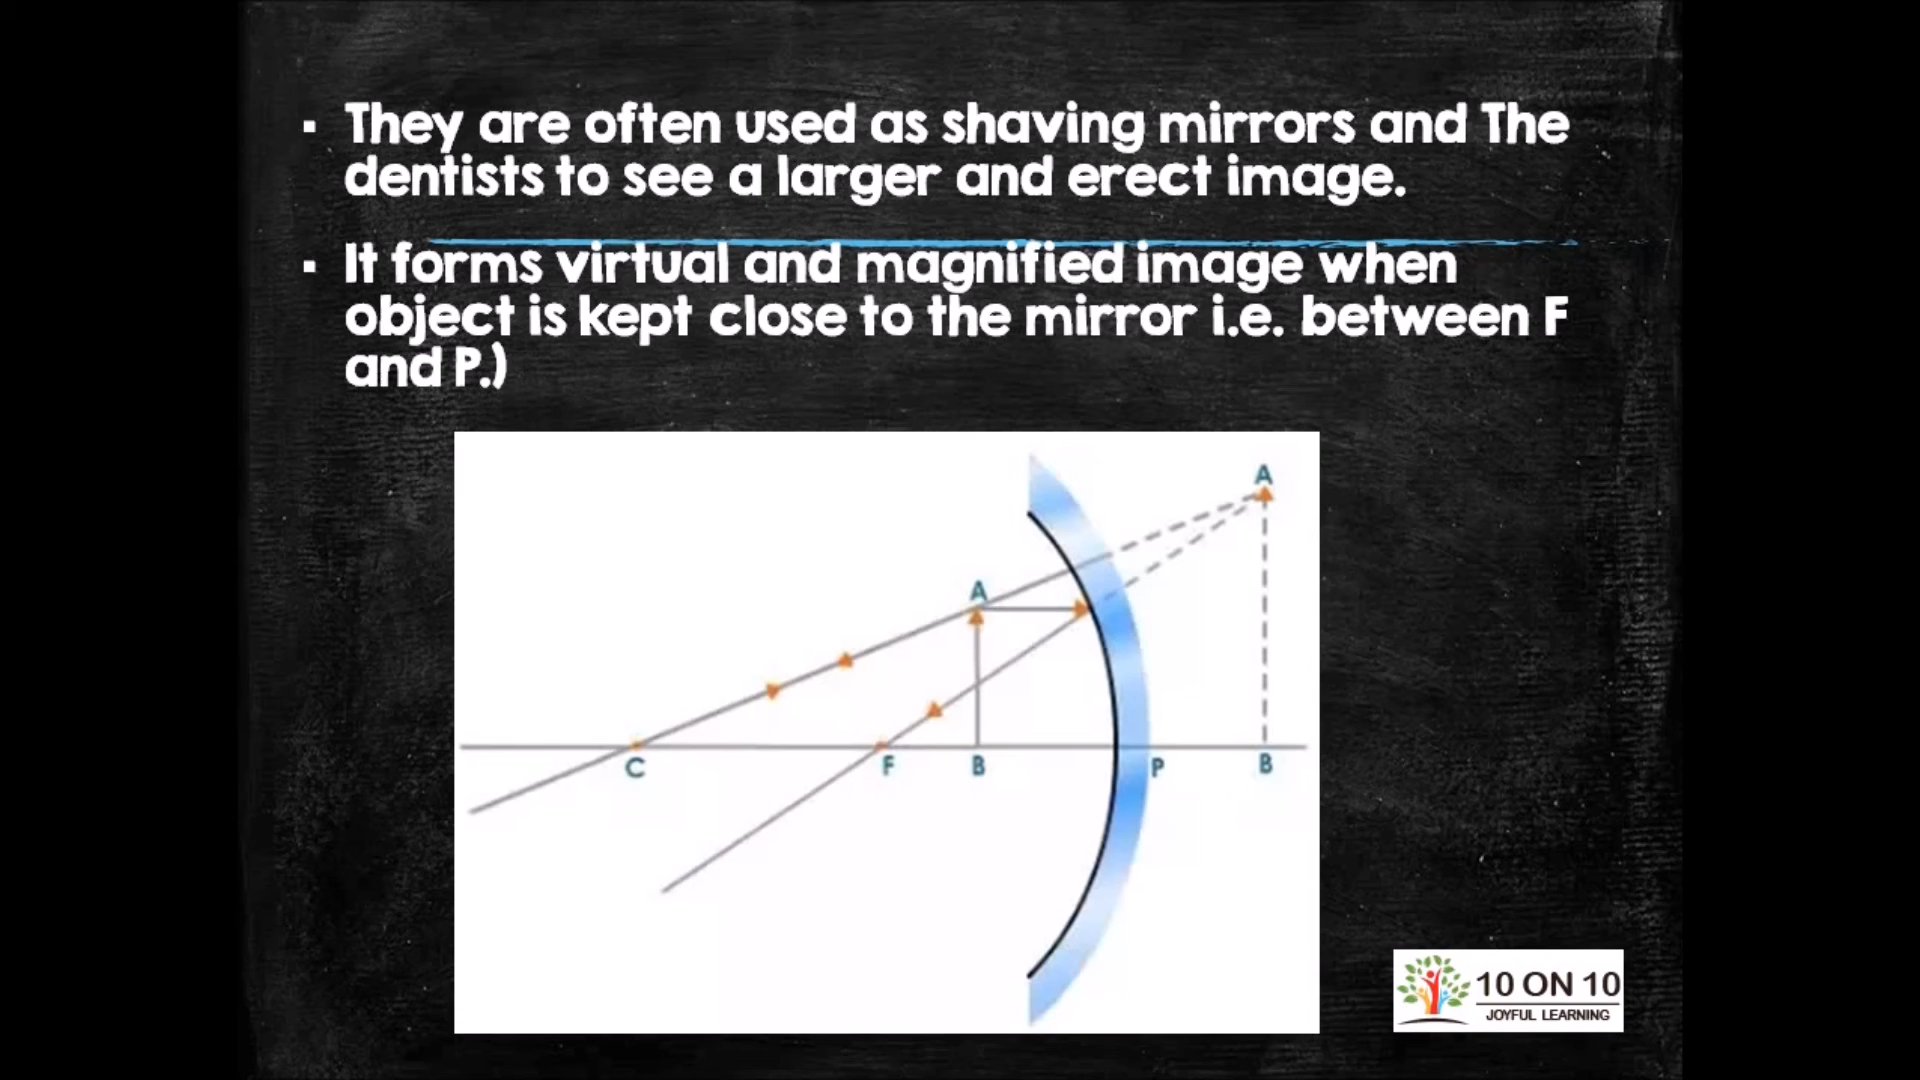 ▪ They are often used as shaving mirrors and The
dentists to see a larger and erect image.
▪ It forms virtual and magnified image when
object is kept close to the mirror i.e. between F
and P.)
A
A
C
F
B
P
B
10 ON 10
JOYFUL LEARNING